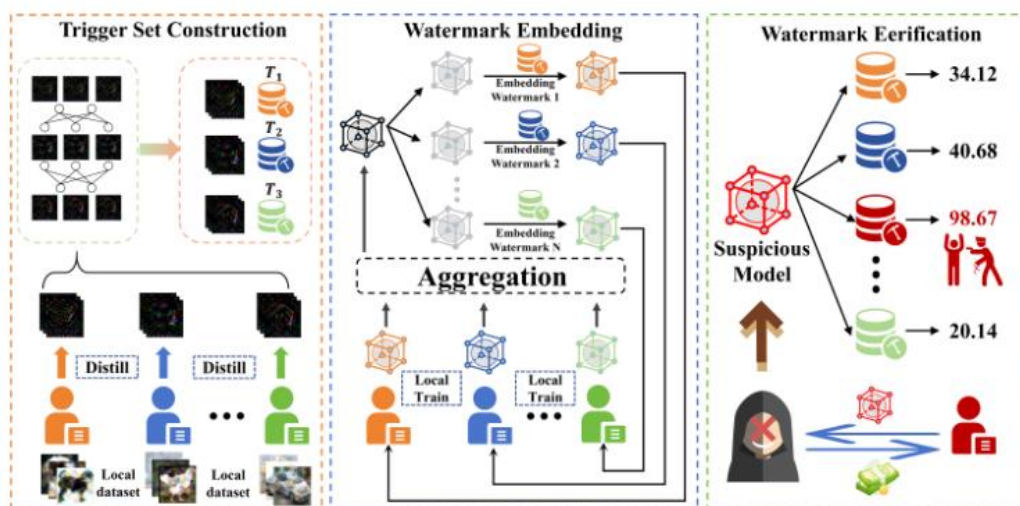 Trigger Set Construction
T1
T2
T3
Distill
Distill
Local
dataset
Local
dataset
Watermark Embedding
Embedding
Watermark 1
Embedding
Watermark 2
Embedding
Watermark N
Aggregation
Local
Train
Local
Train
Watermark Eerification
34.12
40.68
98.67
20.14
Suspicious
Model
T
T
T
T
T
T
T
T
T
T